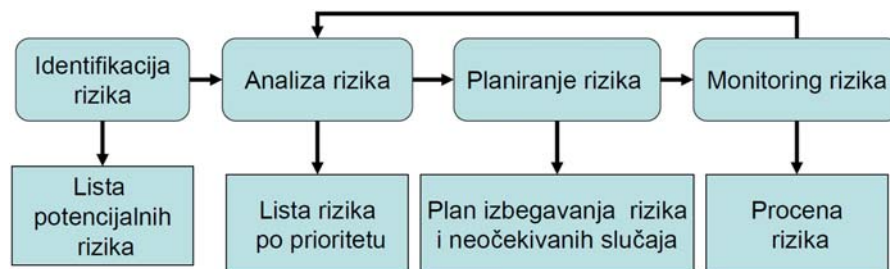 Identifikacija
rizika
Analiza rizika
Planiranje rizika
Monitoring rizika
Lista
potencijalnih
rizika
Lista rizika
po prioritetu
Plan izbegavanja rizika
i neočekivanih slučaja
Procena
rizika